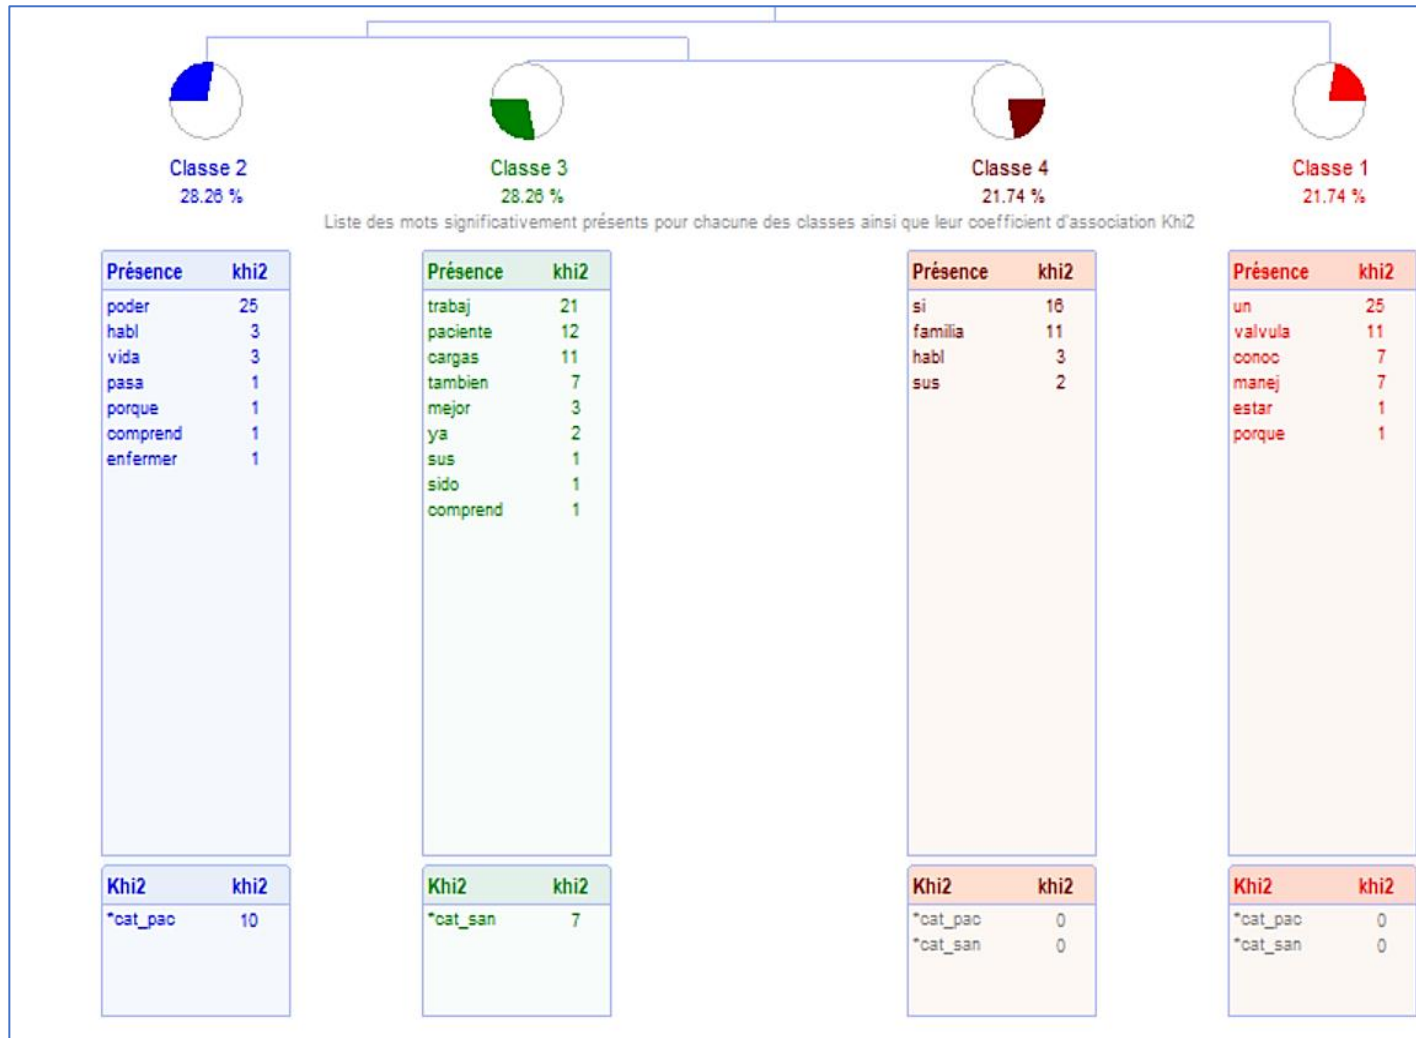 Classe 2 Classe 3 Classe 4 Classe 1
28.26 % 28.26 % 21.74 % 21.74 %
Liste des mots significativement présents pour chacune des classes ainsi que leur coefficient d'association Khi2
Présence khi2
poder 25
habl 3
vida 3
pasa 1
porque 1
comprend 1
enfermer 1
Khi2 khi2
*cat_pac 10
Présence khi2
trabaj 21
paciente 12
cargas 11
tambien 7
mejor 3
ya 2
sus 1
sido 1
comprend 1
Khi2 khi2
*cat_san 7
Présence khi2
si 16
familia 11
habl 3
sus 2
Khi2 khi2
*cat_pac 0
*cat_san 0
Présence khi2
un 25
valvula 11
conoc 7
manej 7
estar 1
porque 1
Khi2 khi2
*cat_pac 0
*cat_san 0